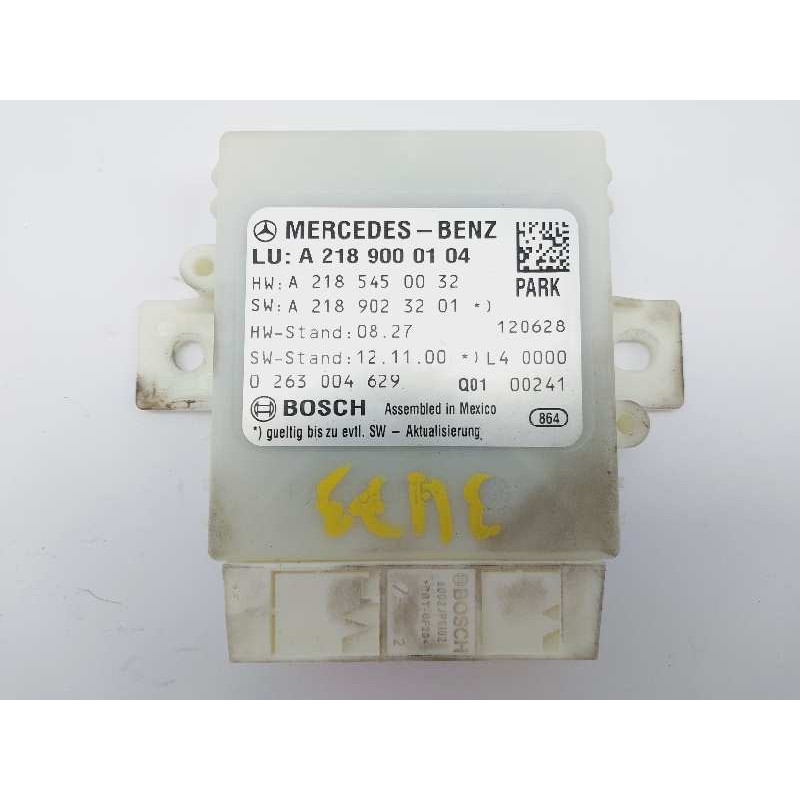 MERCEDES-BENZ
LU: A 218 900 01 04
HW: A 218 545 00 32
PARK
SW: A 218 902 32 01 *)
HW-Stand:08.27 120628
SW-Stand:12.11.00 *) L4 0000
0 263 004 629 Q01 00241
BOSCH Assembled in Mexico 864
*) gueltig bis zu evtl. SW - Aktualisierung
BOSCH
2